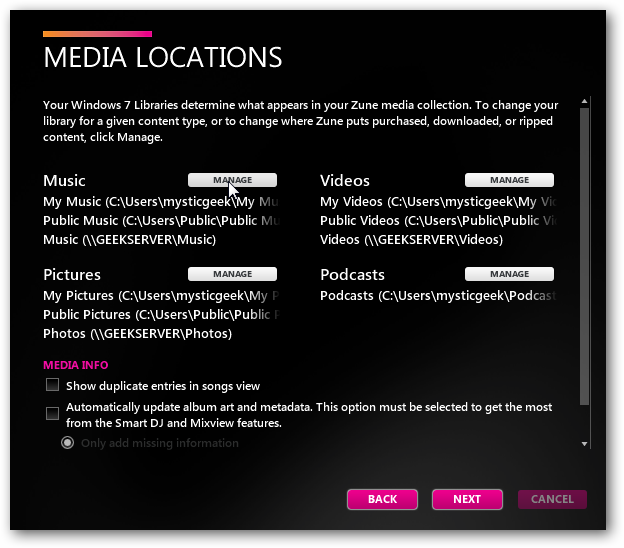 MEDIA LOCATIONS
Your Windows 7 Libraries determine what appears in your Zune media collection. To change your
library for a given content type, or to change where Zune puts purchased, downloaded, or ripped
content, click Manage.
Music MANAGE
My Music (C:\Users\mysticgeek\My Mu
Public Music (C:\Users\Public\Public Mu
Music (\\GEEKSERVER\Music)
Videos MANAGE
My Videos (C:\Users\mysticgeek\My Vid
Public Videos (C:\Users\Public\Public Vi
Videos (\\GEEKSERVER\Videos)
Pictures MANAGE
My Pictures (C:\Users\mysticgeek\My P
Public Pictures (C:\Users\Public\Public P
Photos (\\GEEKSERVER\Photos)
Podcasts MANAGE
Podcasts (C:\Users\mysticgeek\Podcast
MEDIA INFO
Show duplicate entries in songs view
Automatically update album art and metadata. This option must be selected to get the most
from the Smart DJ and Mixview features.
Only add missing information
BACK NEXT CANCEL